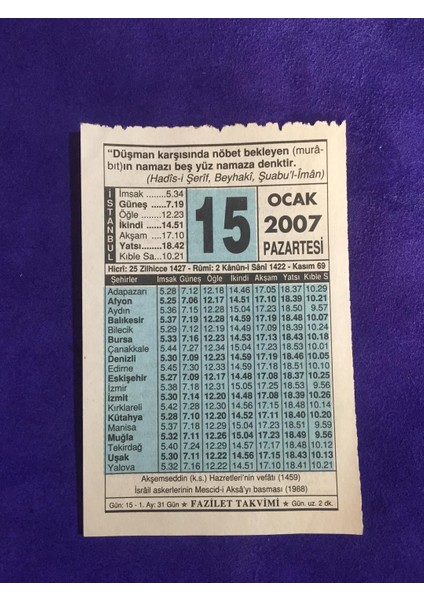 "Düşman karşısında nöbet bekleyen (murâ-
bıt)ın namazı beş yüz namaza denktir.
(Hadîs-i Şerîf, Beyhakî, Şuabu'l-Îmân)
İSTANBUL
İmsak ......5.34
Güneş ......7.19
Öğle .......12.23
İkindi ....14.51
Akşam ....17.10
Yatsı.......18.42
Kıble Sa...10.21
15
OCAK
2007
PAZARTESİ
Hicrî: 25 Zilhicce 1427 - Rûmî: 2 Kânûn-i Sânî 1422 - Kasım 69
Şehirler İmsak Güneş Öğle İkindi Akşam Yatsı Kıble S
Adapazarı 5.28 7.12 12.18 14.46 17.05 18.37 10.29
Afyon 5.25 7.06 12.17 14.51 17.10 18.39 10.21
Aydın 5.36 7.15 12.28 15.05 17.23 18.51 9.57
Balıkesir 5.37 7.19 12.28 14.59 17.19 18.48 10.07
Bilecik 5.29 7.12 12.19 14.49 17.09 18.39 10.24
Bursa 5.33 7.16 12.23 14.53 17.13 18.43 10.18
Çanakkale 5.44 7.27 12.34 15.04 17.23 18.53 10.01
Denizli 5.30 7.09 12.23 14.59 17.19 18.46 10.05
Edirne 5.45 7.30 12.33 14.59 17.18 18.51 10.11
Eskişehir 5.27 7.09 12.17 14.48 17.08 18.37 10.25
İzmir 5.38 7.18 12.31 15.05 17.25 18.53 9.56
İzmit 5.30 7.14 12.20 14.48 17.08 18.39 10.26
Kırklareli 5.42 7.28 12.30 14.56 17.15 18.48 10.14
Kütahya 5.28 7.10 12.20 14.52 17.11 18.40 10.20
Manisa 5.37 7.18 12.29 15.04 17.23 18.51 9.59
Muğla 5.32 7.11 12.26 15.04 17.23 18.49 9.56
Tekirdağ 5.40 7.24 12.29 14.57 17.17 18.48 10.12
Uşak 5.30 7.11 12.22 14.56 17.15 18.43 10.13
Yalova 5.32 7.16 12.22 14.51 17.10 18.41 10.21
Akşemseddin (k.s.) Hazretleri'nin vefâtı (1459)
İsrâil askerlerinin Mescid-i Aksâ'yı basması (1988)
Gün: 15 - 1. Ay: 31 Gün ★ FAZİLET TAKVİMİ ★ Gün. uz. 2 dk.